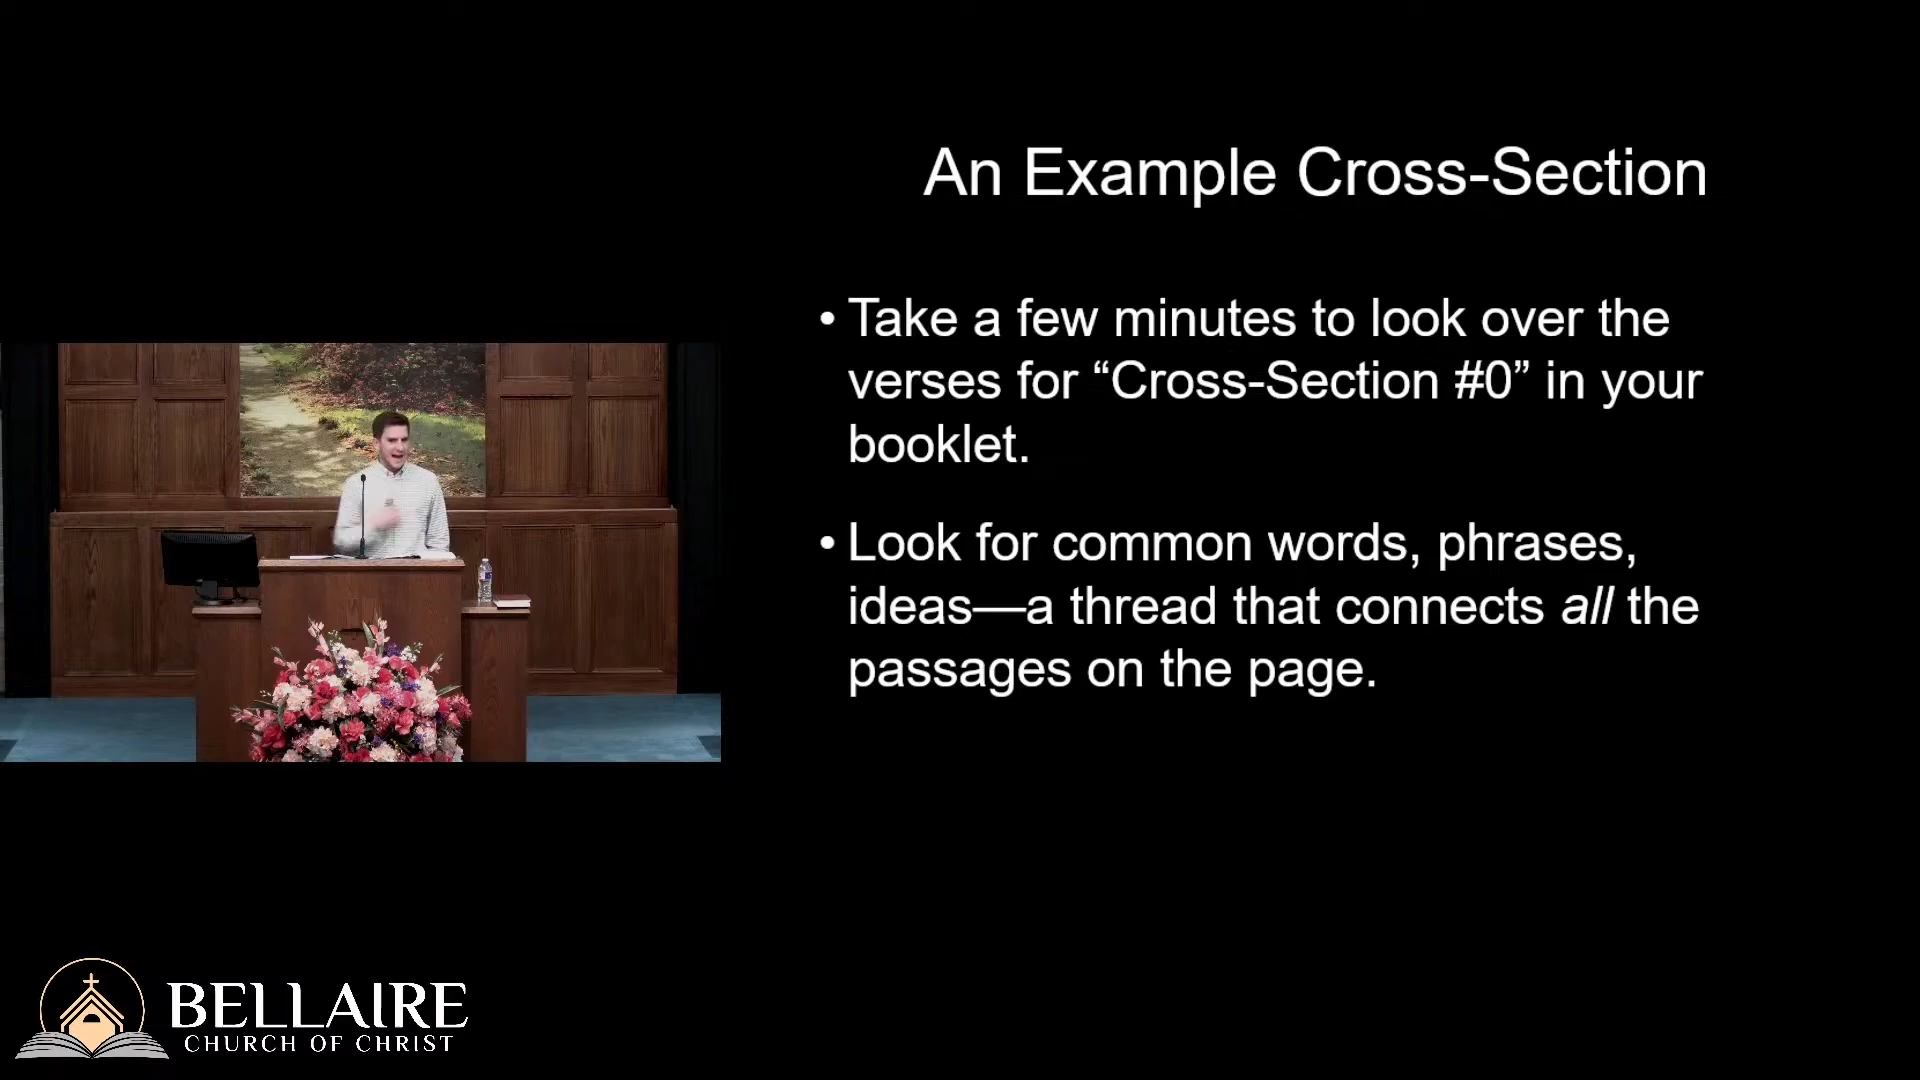 An Example Cross-Section
• Take a few minutes to look over the
verses for “Cross-Section #0” in your
booklet.
• Look for common words, phrases,
ideas—a thread that connects all the
passages on the page.
BELLAIRE
CHURCH OF CHRIST